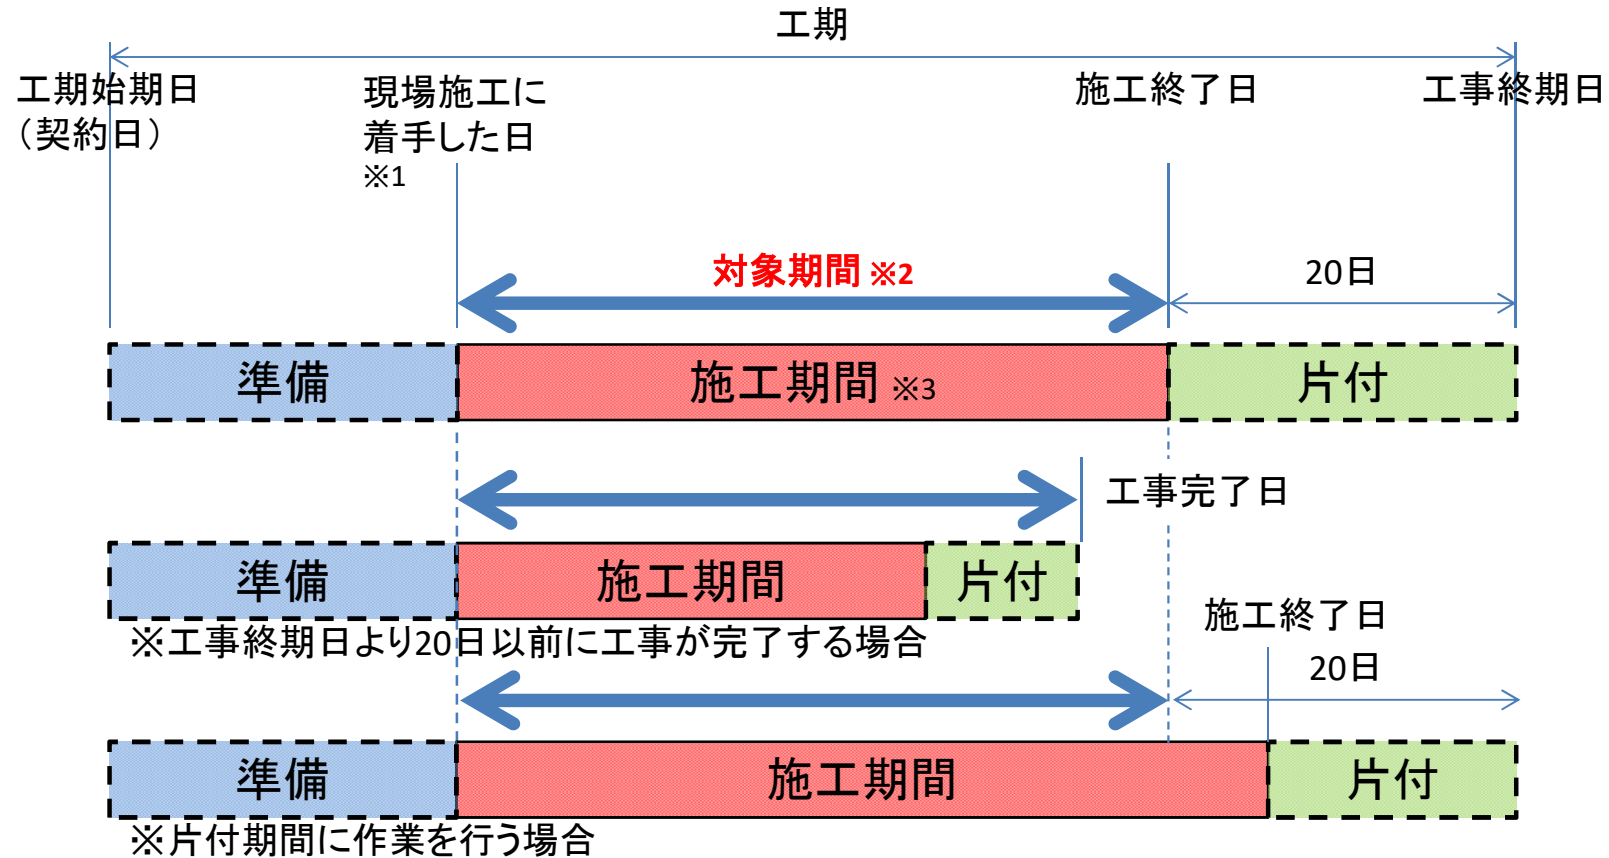 工期
工期始期日
（契約日）
現場施工に
着手した日
※1
施工終了日
工事終期日
対象期間 ※2
20日
準備
施工期間 ※3
片付
工事完了日
準備
施工期間
片付
※工事終期日より20日以前に工事が完了する場合
施工終了日
20日
準備
施工期間
片付
※片付期間に作業を行う場合